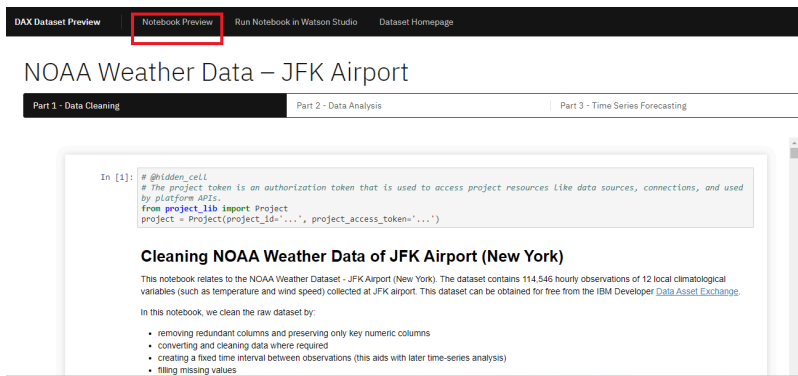 DAX Dataset Preview
Notebook Preview
Run Notebook in Watson Studio
Dataset Homepage
NOAA Weather Data – JFK Airport
Part 1 - Data Cleaning
Part 2 - Data Analysis
Part 3 - Time Series Forecasting
In [1]: # @hidden_cell
# The project token is an authorization token that is used to access project resources like data sources, connections, and used
by platform APIs.
from project_lib import Project
project = Project(project_id='...', project_access_token='...')
Cleaning NOAA Weather Data of JFK Airport (New York)
This notebook relates to the NOAA Weather Dataset - JFK Airport (New York). The dataset contains 114,546 hourly observations of 12 local climatological
variables (such as temperature and wind speed) collected at JFK airport. This dataset can be obtained for free from the IBM Developer Data Asset Exchange.
In this notebook, we clean the raw dataset by:
• removing redundant columns and preserving only key numeric columns
• converting and cleaning data where required
• creating a fixed time interval between observations (this aids with later time-series analysis)
• filling missing values